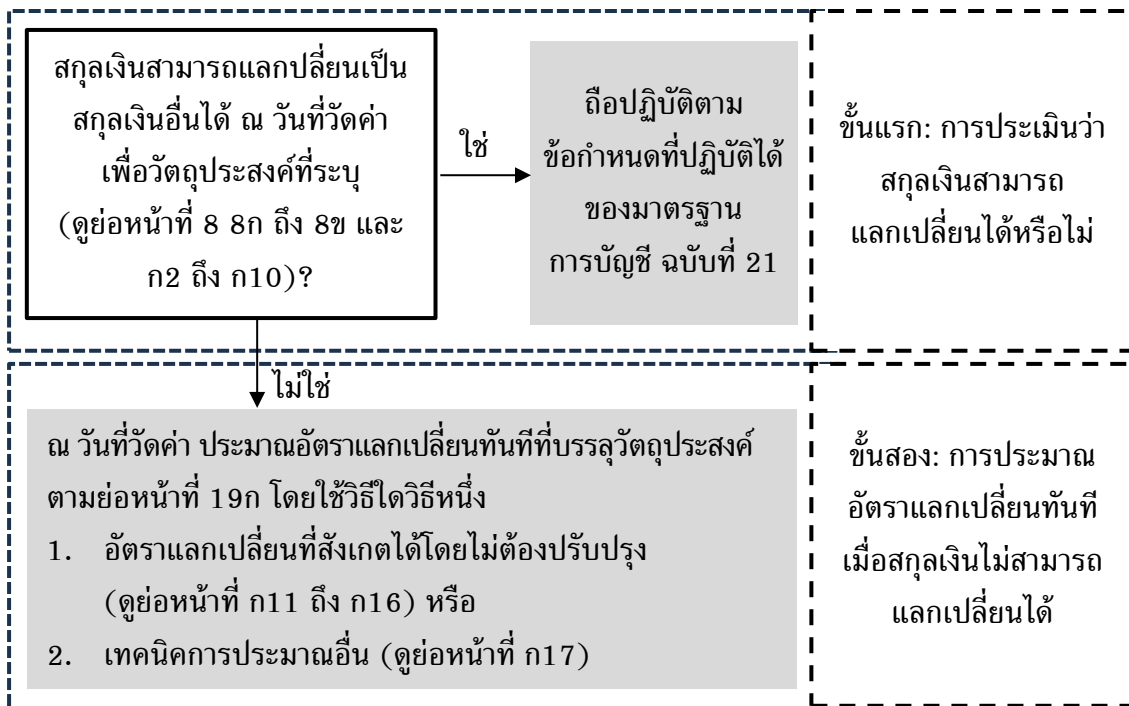 สกุลเงินสามารถแลกเปลี่ยนเป็น
สกุลเงินอื่นได้ ณ วันที่วัดค่า
เพื่อวัตถุประสงค์ที่ระบุ
(ดูย่อหน้าที่ 8 8ก ถึง 8ข และ
ก2 ถึง ก10)?
ใช่
ถือปฏิบัติตาม
ข้อกำหนดที่ปฏิบัติได้
ของมาตรฐาน
การบัญชี ฉบับที่ 21
ขั้นแรก: การประเมินว่า
สกุลเงินสามารถ
แลกเปลี่ยนได้หรือไม่
ไม่ใช่
ณ วันที่วัดค่า ประมาณอัตราแลกเปลี่ยนทันทีที่บรรลุวัตถุประสงค์
ตามย่อหน้าที่ 19ก โดยใช้วิธีใดวิธีหนึ่ง
1. อัตราแลกเปลี่ยนที่สังเกตได้โดยไม่ต้องปรับปรุง
(ดูย่อหน้าที่ ก11 ถึง ก16) หรือ
2. เทคนิคการประมาณอื่น (ดูย่อหน้าที่ ก17)
ขั้นสอง: การประมาณ
อัตราแลกเปลี่ยนทันที
เมื่อสกุลเงินไม่สามารถ
แลกเปลี่ยนได้